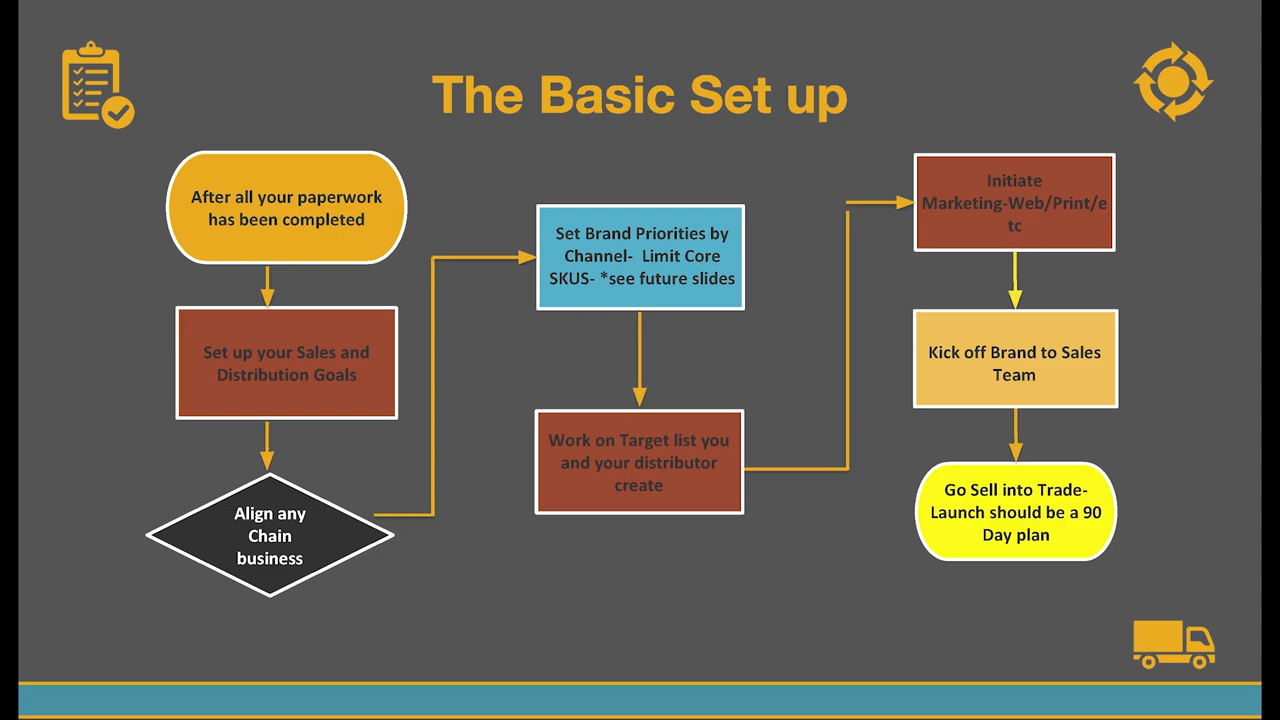 The Basic Set up
After all your paperwork
has been completed
Set up your Sales and
Distribution Goals
Align any
Chain
business
Set Brand Priorities by
Channel- Limit Core
SKUS- *see future slides
Work on Target list you
and your distributor
create
Initiate
Marketing-Web/Print/e
tc
Kick off Brand to Sales
Team
Go Sell into Trade-
Launch should be a 90
Day plan